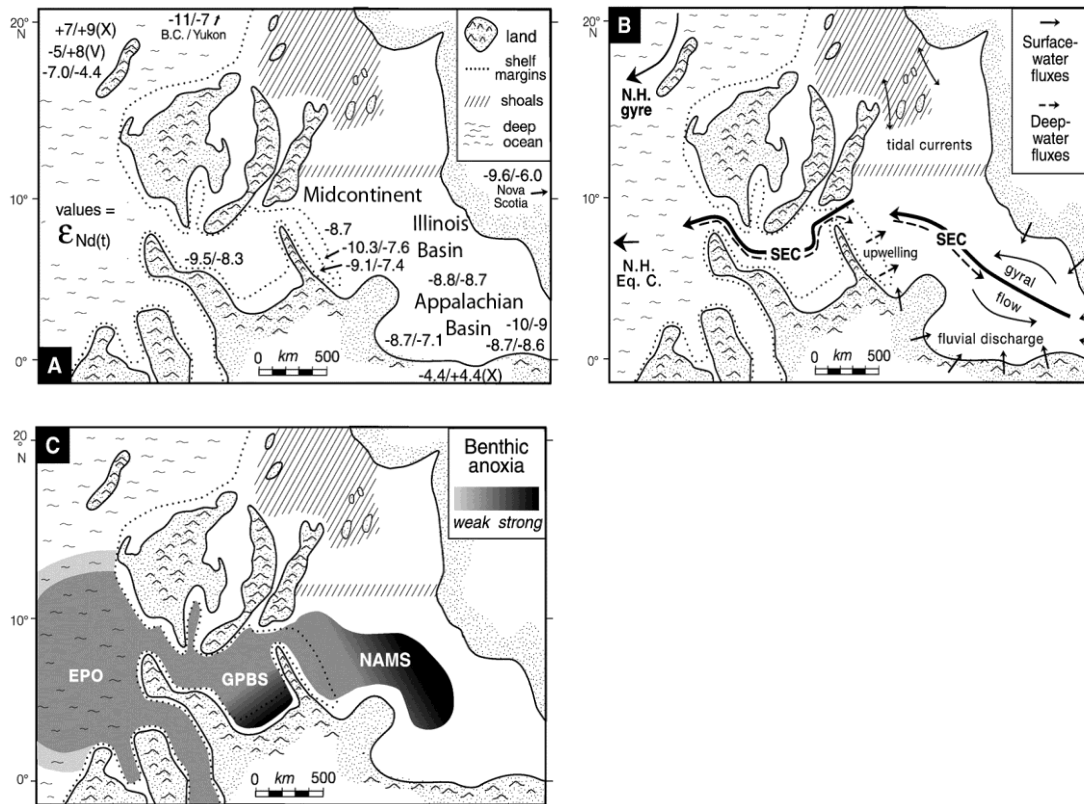 20°
N
10°
0°
+7/+9(X)
-5/+8(V)
-7.0/-4.4
-11/-7
B.C. / Yukon
land
shelf
margins
shoals
deep
ocean
-9.6/-6.0
Nova
Scotia
Midcontinent
values =
εNd(t)
Illinois
Basin
-8.7
-10.3/-7.6
-9.1/-7.4
-9.5/-8.3
-8.8/-8.7
Appalachian
Basin
-10/-9
-8.7/-7.1
-8.7/-8.6
-4.4/+4.4(X)
0 km 500
A
B
20°
N
10°
0°
N.H.
gyre
Surface-
water
fluxes
Deep-
water
fluxes
tidal currents
SEC
SEC
upwelling
N.H.
Eq. C.
gyral
flow
fluvial discharge
0 km 500
C
20°
N
10°
0°
Benthic
anoxia
weak strong
EPO
GPBS
NAMS
0 km 500